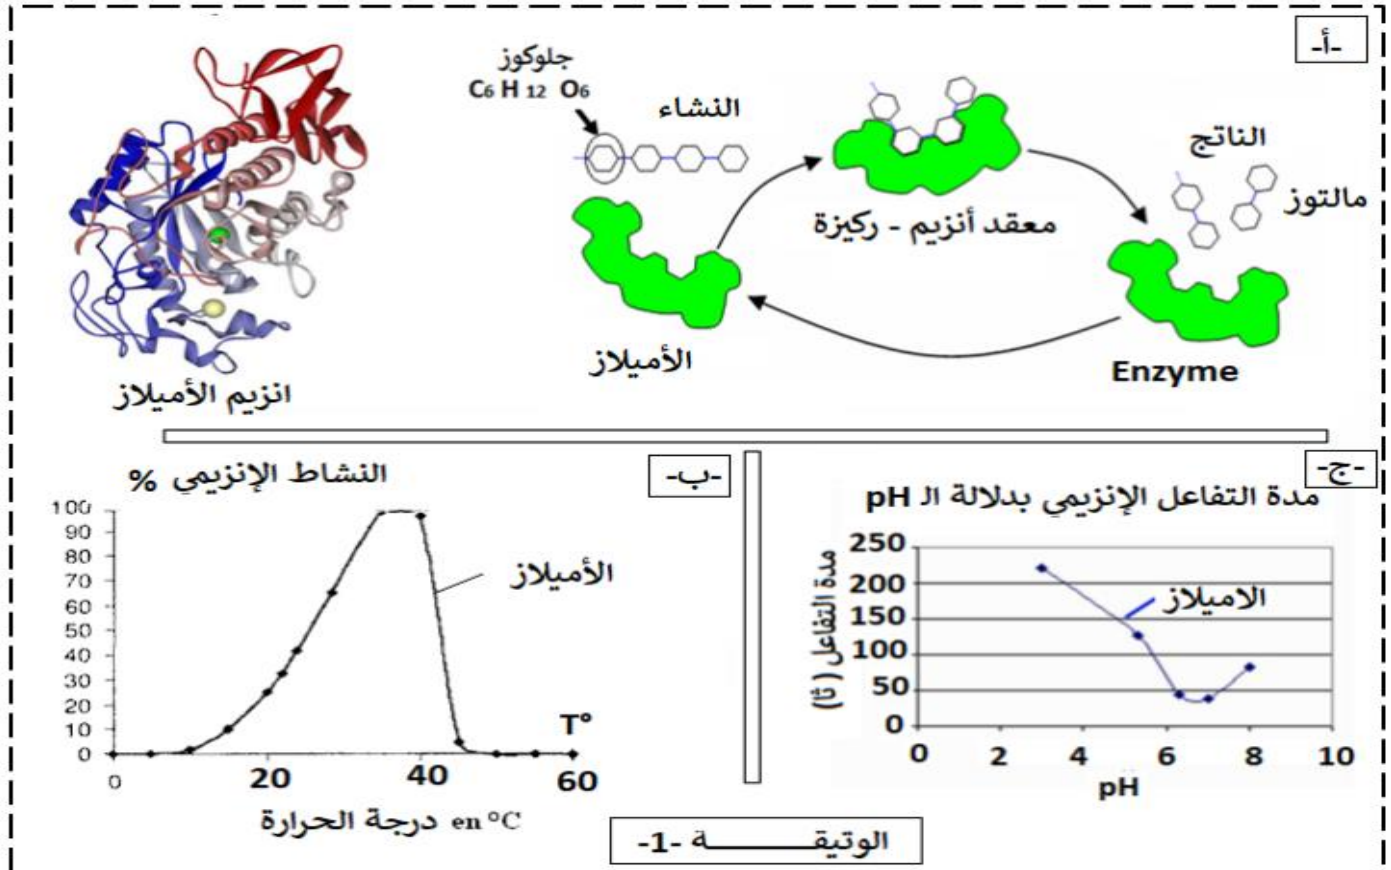 -أ-
جلوكوز
C6 H 12 O6
النشاء
الناتج
مالتوز
معقد أنزيم - ركيزة
الأميلاز
Enzyme
انزيم الأميلاز
-ج-
مدة التفاعل الإنزيمي بدلالة الـ pH
مدة التفاعل (ثا)
250
200
150
100
50
0
الاميلاز
0 2 4 6 8 10
pH
-ب-
النشاط الإنزيمي %
100
90
80
70
60
50
40
30
20
10
0
الأميلاز
T°
0 20 40 60
درجة الحرارة en °C
الوتيقـــــــة -1-